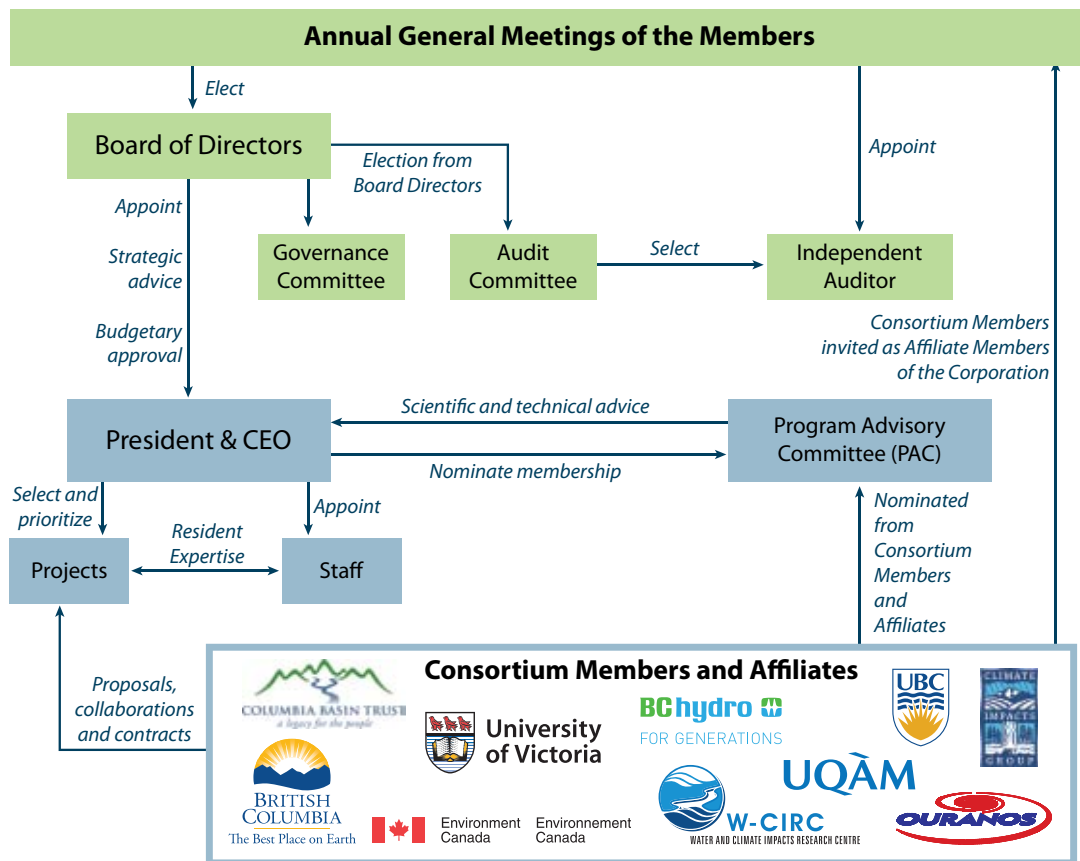 Annual General Meetings of the Members
Elect
Appoint
Board of Directors
Election from
Board Directors
Appoint
Strategic
advice
Budgetary
approval
Governance
Committee
Audit
Committee
Select
Independent
Auditor
Consortium Members
invited as Affiliate Members
of the Corporation
President & CEO
Scientific and technical advice
Nominate membership
Program Advisory
Committee (PAC)
Select and
prioritize
Appoint
Resident
Expertise
Projects
Staff
Nominated
from
Consortium
Members
and
Affiliates
Proposals,
collaborations
and contracts
Consortium Members and Affiliates
COLUMBIA BASIN TRUST
a legacy for the people
University
of Victoria
BC hydro
FOR GENERATIONS
UBC
CLIMATE
IMPACTS
GROUP
BRITISH
COLUMBIA
The Best Place on Earth
Environment
Canada
Environnement
Canada
W-CIRC
WATER AND CLIMATE IMPACTS RESEARCH CENTRE
UQÀM
OURANOS